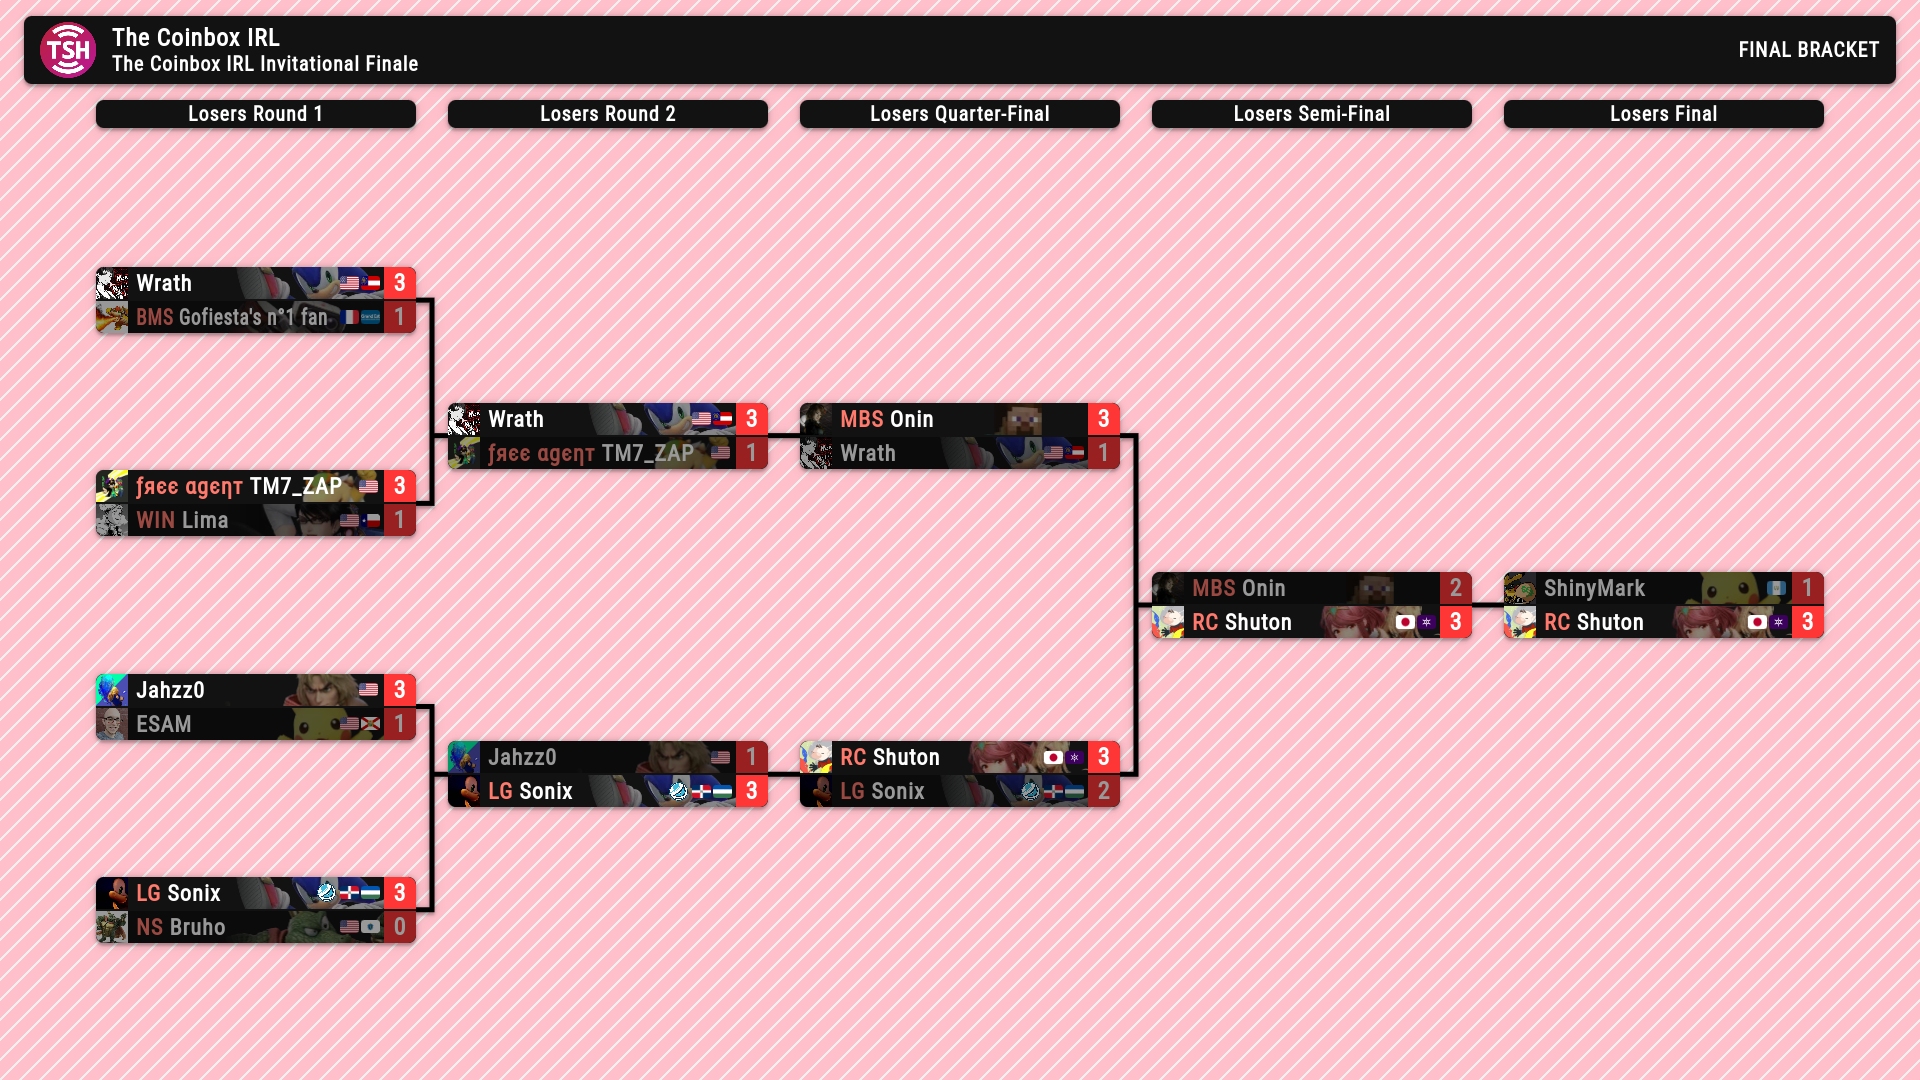 TSH
The Coinbox IRL
The Coinbox IRL Invitational Finale
FINAL BRACKET
Losers Round 1
Losers Round 2
Losers Quarter-Final
Losers Semi-Final
Losers Final
Wrath 3
BMS Gofiesta's n°1 fan 1
ƒяєє αgєηт TM7_ZAP 3
WIN Lima 1
Jahzz0 3
ESAM 1
LG Sonix 3
NS Bruho 0
Wrath 3
ƒяєє αgєηт TM7_ZAP 1
Jahzz0 1
LG Sonix 3
MBS Onin 3
Wrath 1
RC Shuton 3
LG Sonix 2
MBS Onin 2
RC Shuton 3
ShinyMark 1
RC Shuton 3